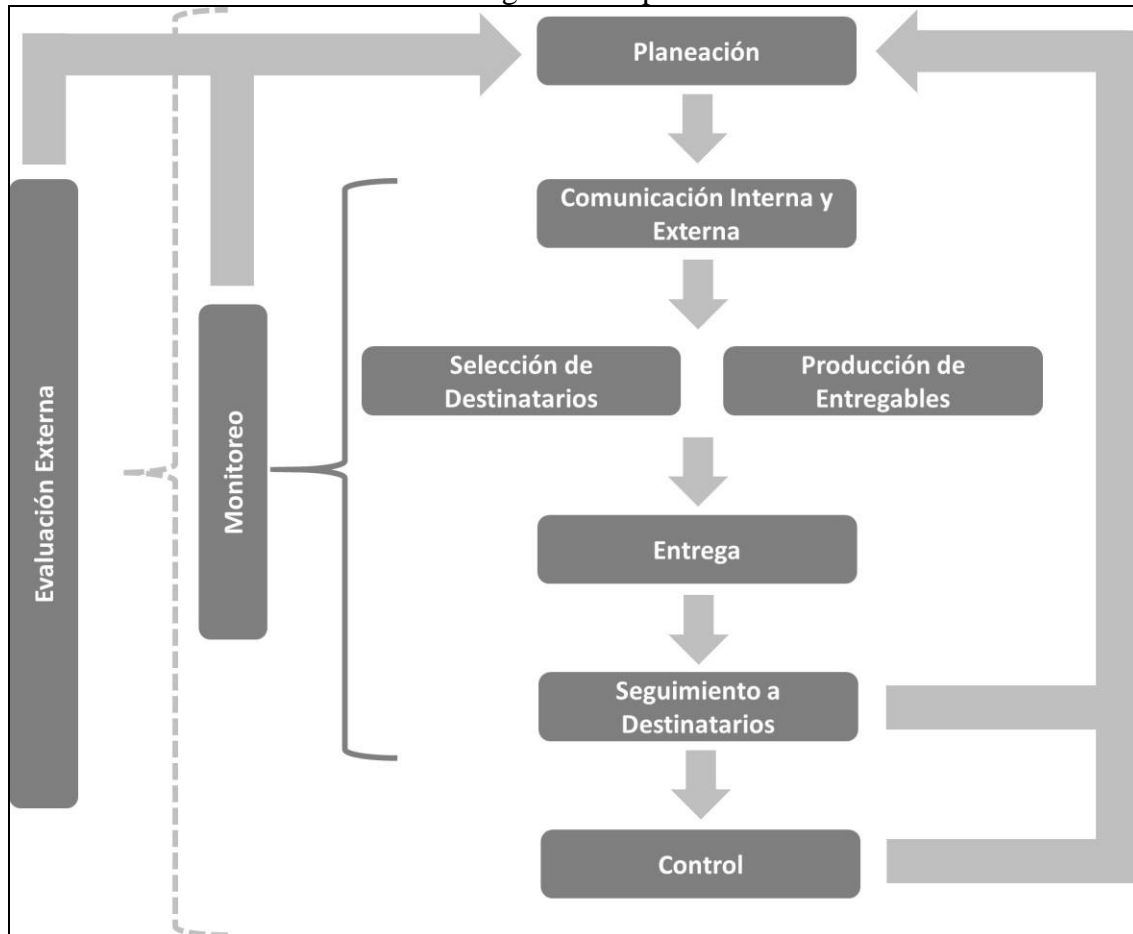 Planeación
Comunicación Interna y
Externa
Selección de
Destinatarios
Producción de
Entregables
Entrega
Seguimiento a
Destinatarios
Control
Monitoreo
Evaluación Externa